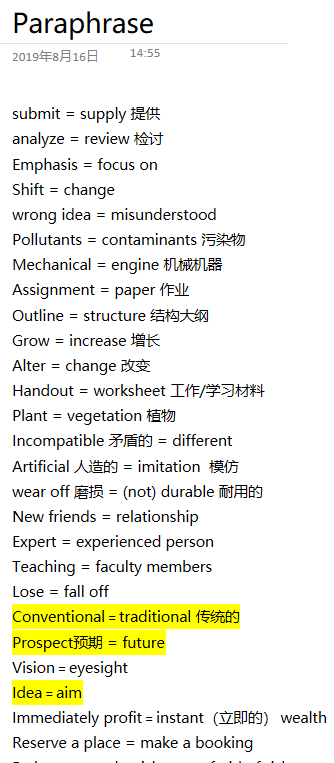 Paraphrase
2019年8月16日 14:55
submit = supply 提供
analyze = review 检讨
Emphasis = focus on
Shift = change
wrong idea = misunderstood
Pollutants = contaminants 污染物
Mechanical = engine 机械机器
Assignment = paper 作业
Outline = structure 结构大纲
Grow = increase 增长
Alter = change 改变
Handout = worksheet 工作/学习材料
Plant = vegetation 植物
Incompatible 矛盾的 = different
Artificial 人造的 = imitation 模仿
wear off 磨损 = (not) durable 耐用的
New friends = relationship
Expert = experienced person
Teaching = faculty members
Lose = fall off
Conventional = traditional 传统的
Prospect预期 = future
Vision = eyesight
Idea = aim
Immediately profit = instant（立即的） wealth
Reserve a place = make a booking